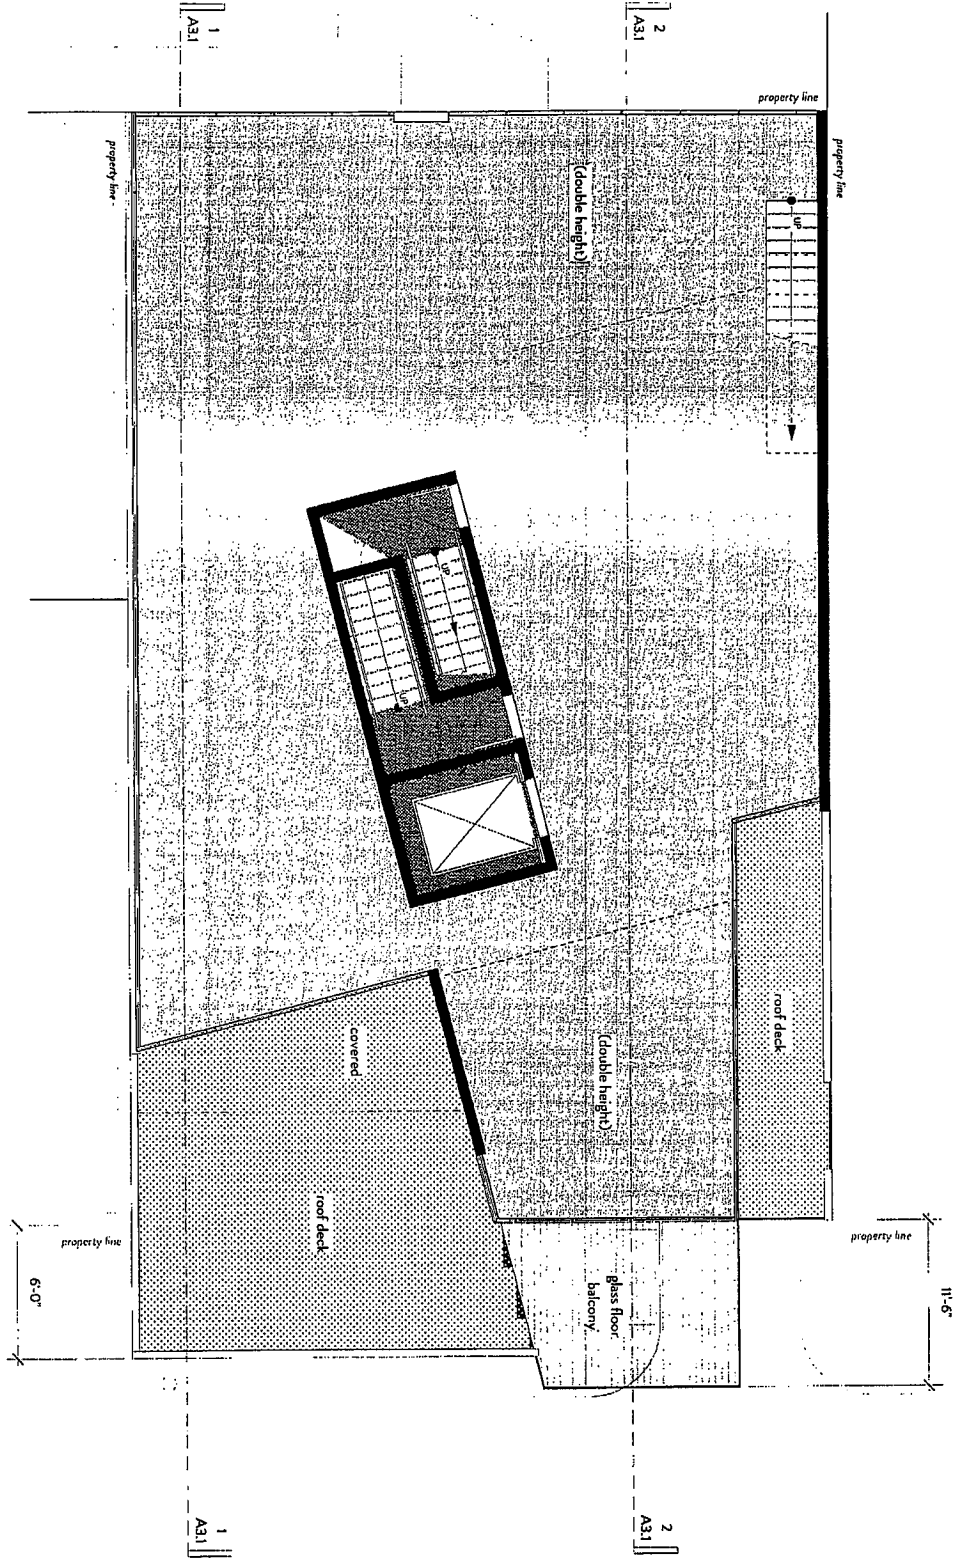 1
A3.1
2
A3.1
property line
property line
property line
(double height)
UP
UP
UP
roof deck
(double height)
covered
roof deck
glass floor
balcony
property line
property line
6'-0"
11'-6"
1
A3.1
2
A3.1